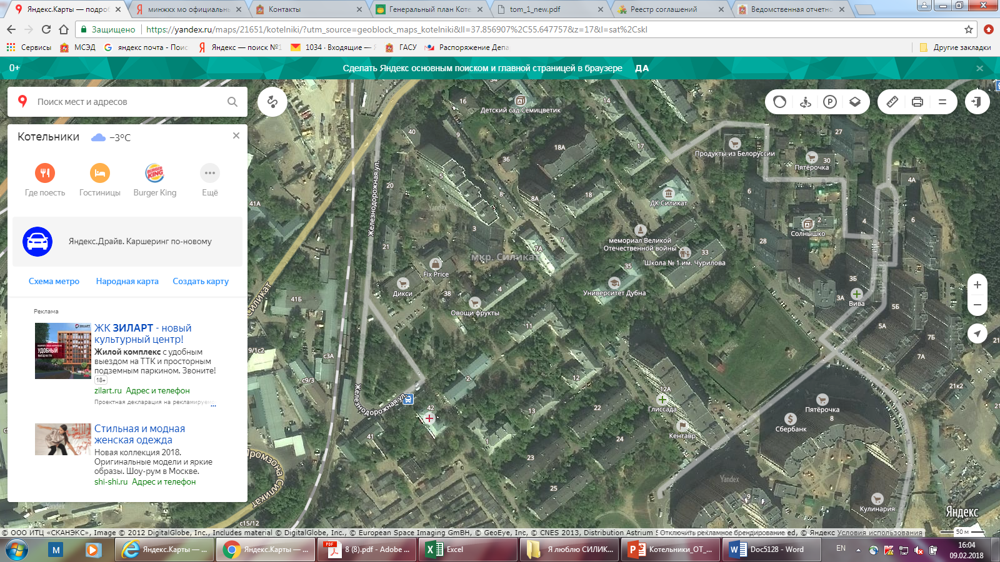 Яндекс.Карты — подроб
минжкх мо официальны
Контакты
Генеральный план Коте
tom_1_new.pdf
Реестр соглашений
Ведомственная отчетно
Защищено
https://yandex.ru/maps/21651/kotelniki/?utm_source=geoblock_maps_kotelniki&ll=37.856907%2C55.647757&z=17&l=sat%2Cskl
Сервисы
МСЭД
яндекс почта - Поис
Яндекс — поиск №1
1034 · Входящие — Я
ГАСУ
Распоряжение Депа
Другие закладки
0+
Сделать Яндекс основным поиском и главной страницей в браузере
ДА
Поиск мест и адресов
Котельники
−3°C
Где поесть
Гостиницы
Burger King
Ещё
Яндекс.Драйв. Каршеринг по-новому
Схема метро
Народная карта
Создать карту
Реклама
ЖК ЗИЛАРТ - новый
культурный центр!
Жилой комплекс с удобным
выездом на ТТК и просторным
подземным паркином. Звоните!
18+
zilart.ru Адрес и телефон
Проектная декларация на рекламируем
...
Стильная и модная
женская одежда
Новая коллекция 2018.
Оригинальные модели и яркие
образы. Шоу-рум в Москве.
shi-shi.ru Адрес и телефон
16
Детский сад Семицветик
14
40
9
36
18А
17
27
Продукты из Белоруссии
Пятёрочка
30
Железнодорожная ул.
5
20
8
8А
18
ДК Силикат
6
4А
41А
Yandex
3
2
Солнышко
4
6
21
7А
7
мкр. Силикат
мемориал Великой
Отечественной войны
28
33
Школа № 1 им. Чурилова
Fix Price
35
Университет Дубна
Дикси
38
4
Овощи фрукты
1
3Б
3А
Вива
5Б
Силикат
41Б
11
5А
7Б
7А
21
9/1с2
с3А
с9/3
2
12
12А
Глиссада
21к2
Железнодорожная ул.
42
13
22
Пятёрочка
8
Сбербанк
Кентавр
41
1
24
23
Промзона Силикат
25
Yandex
9
Кулинария
Яндекс
с15/12
© ООО ИТЦ «СКАНЭКС», Image © 2012 DigitalGlobe, Inc., Includes material © DigitalGlobe, Inc., © European Space Imaging GmBH, © GeoEye, Inc, © CNES 2013, Distribution Astrium S
Отключить рекламное брендирование
ed, © Яндекс Условия использования
50 м
Яндекс.Карты — ...
Яндекс.Карты — ...
8 (8).pdf - Adobe ...
Excel
Я люблю СИЛИК...
Котельники_ОТ_...
Doc5128 - Word
EN
16:04
09.02.2018